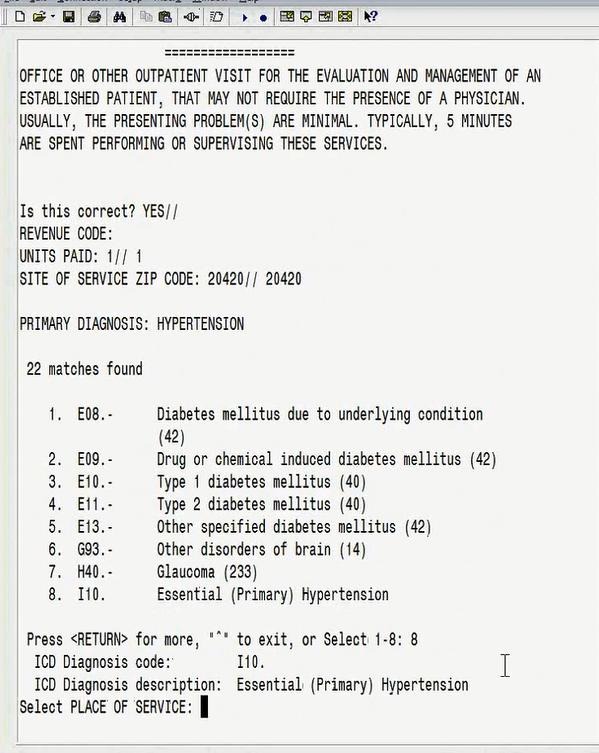 ==================
OFFICE OR OTHER OUTPATIENT VISIT FOR THE EVALUATION AND MANAGEMENT OF AN
ESTABLISHED PATIENT, THAT MAY NOT REQUIRE THE PRESENCE OF A PHYSICIAN.
USUALLY, THE PRESENTING PROBLEM(S) ARE MINIMAL. TYPICALLY, 5 MINUTES
ARE SPENT PERFORMING OR SUPERVISING THESE SERVICES.
Is this correct? YES//
REVENUE CODE:
UNITS PAID: 1// 1
SITE OF SERVICE ZIP CODE: 20420// 20420
PRIMARY DIAGNOSIS: HYPERTENSION
22 matches found
1. E08.- Diabetes mellitus due to underlying condition
(42)
2. E09.- Drug or chemical induced diabetes mellitus (42)
3. E10.- Type 1 diabetes mellitus (40)
4. E11.- Type 2 diabetes mellitus (40)
5. E13.- Other specified diabetes mellitus (42)
6. G93.- Other disorders of brain (14)
7. H40.- Glaucoma (233)
8. I10. Essential (Primary) Hypertension
Press <RETURN> for more, "^" to exit, or Select 1-8: 8
ICD Diagnosis code: I10.
ICD Diagnosis description: Essential (Primary) Hypertension
Select PLACE OF SERVICE: